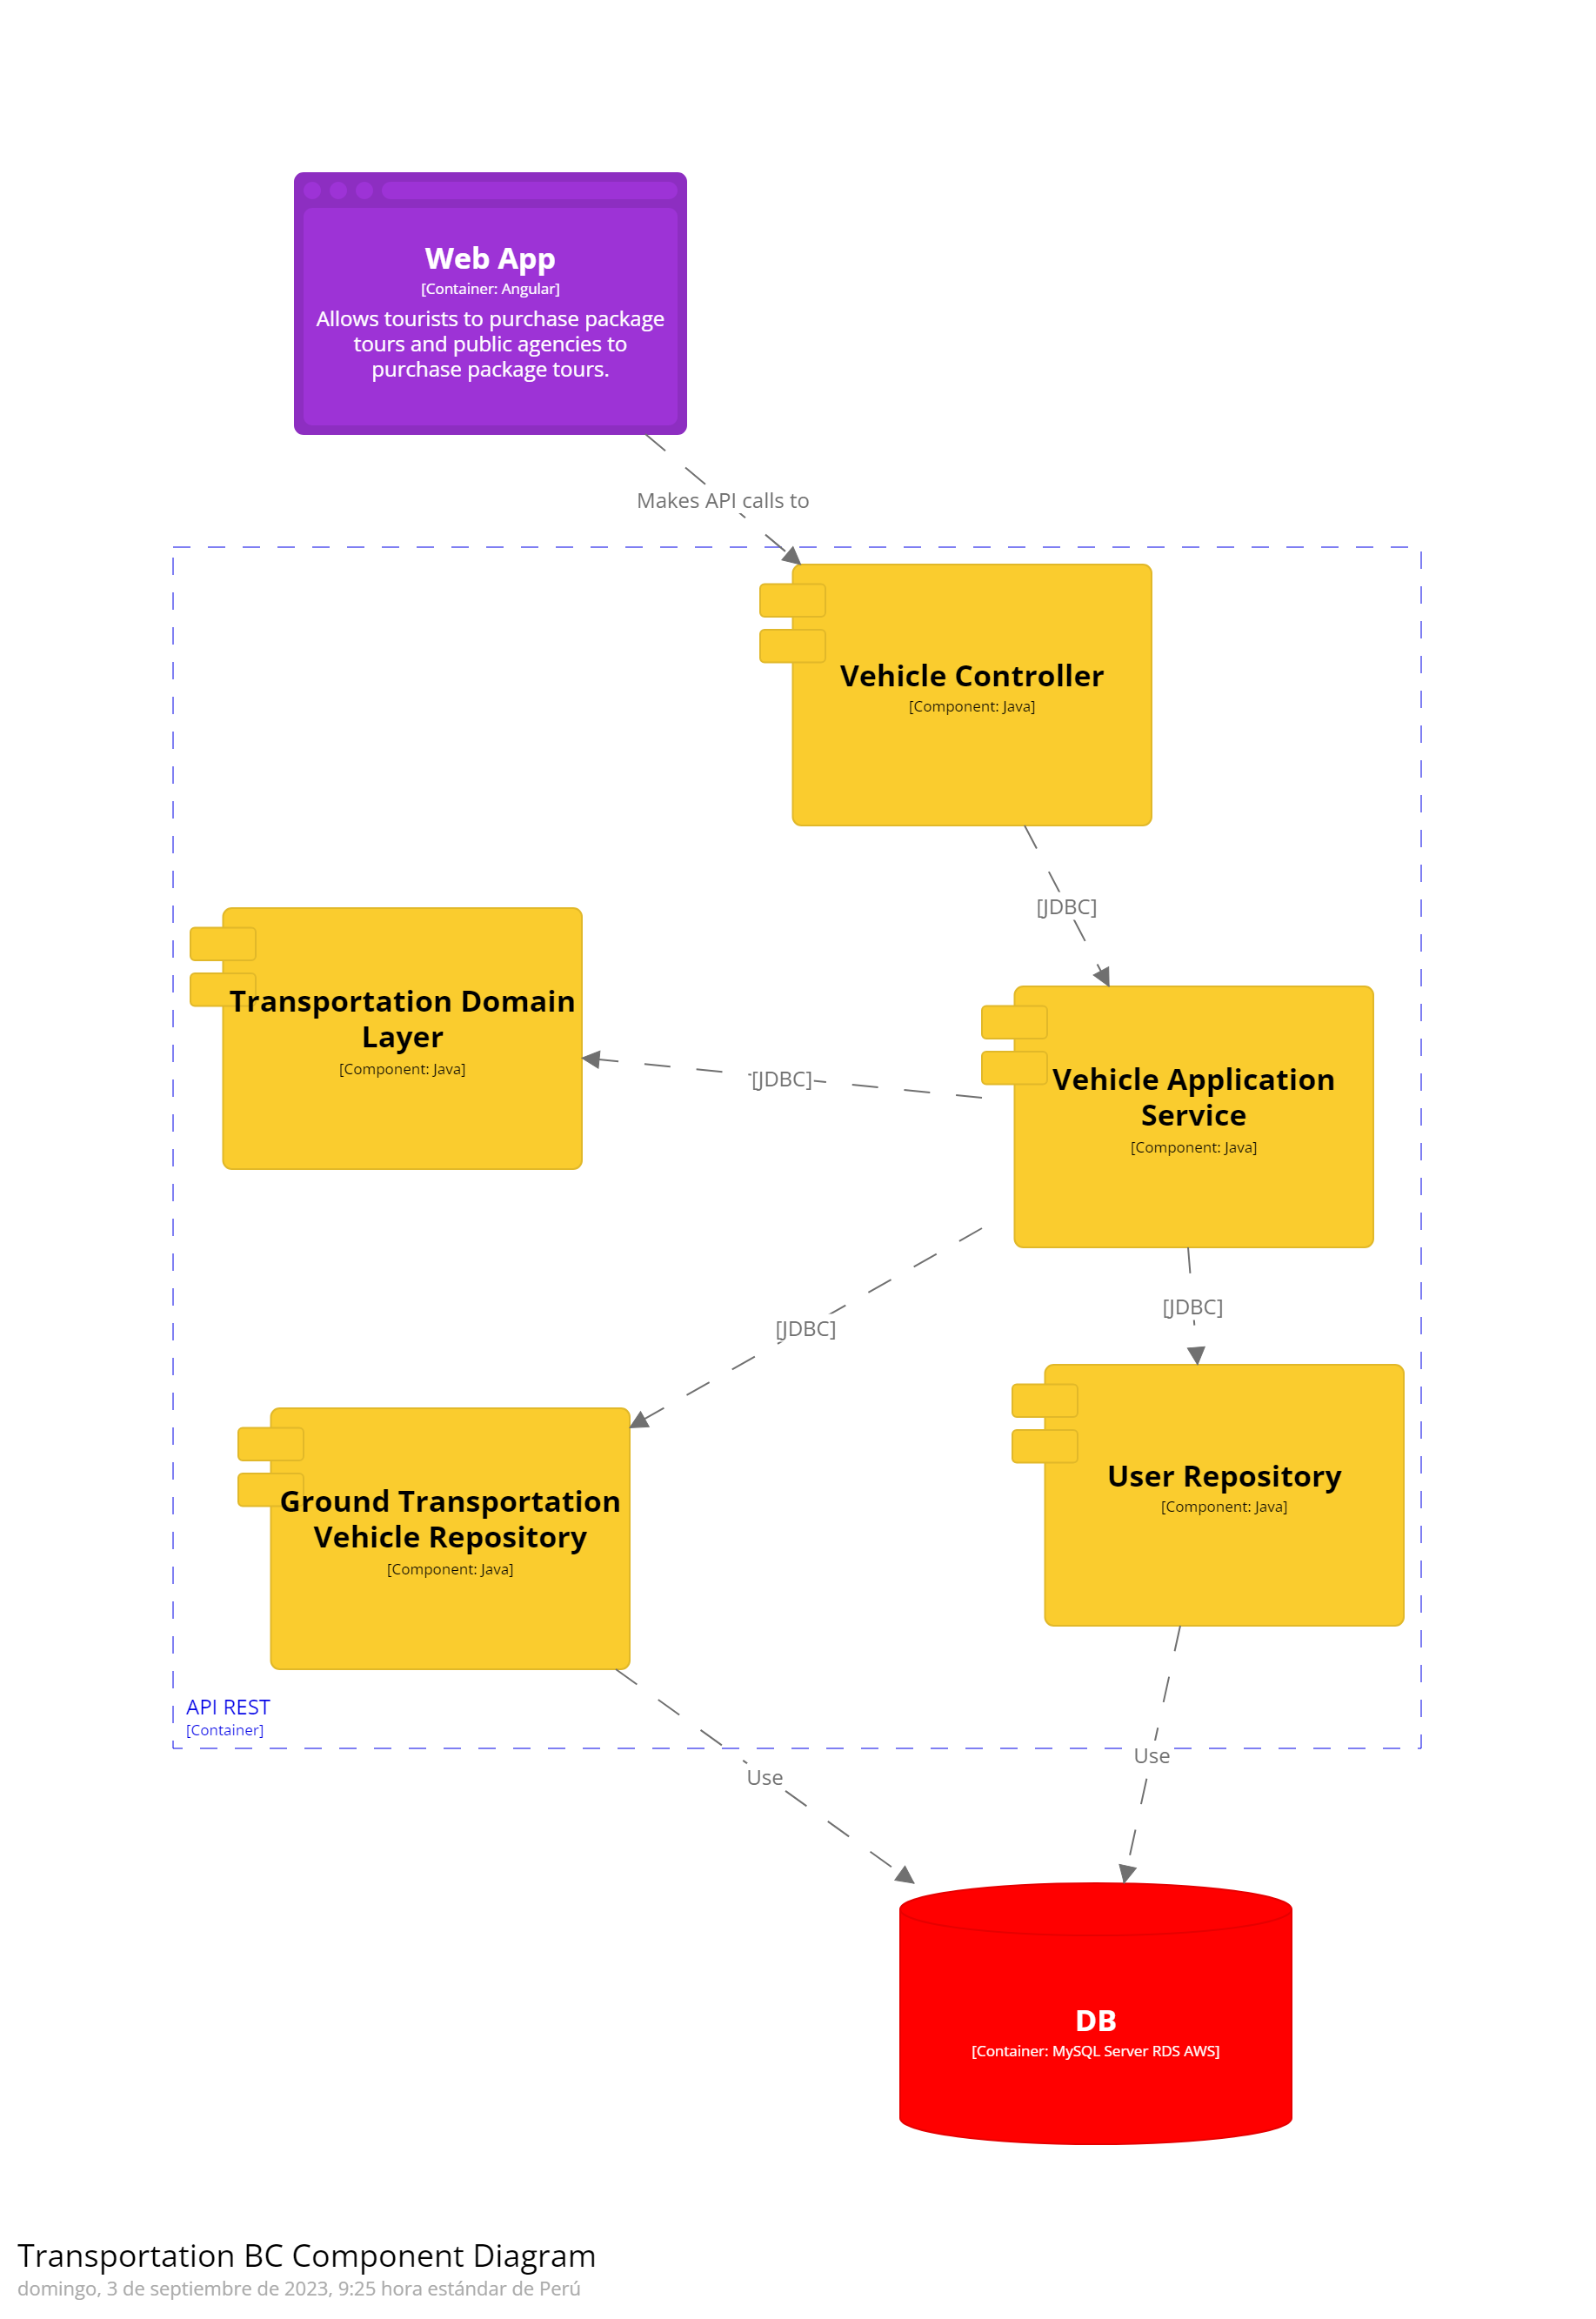 Web App
[Container: Angular]
Allows tourists to purchase package
tours and public agencies to
purchase package tours.
Makes API calls to
Vehicle Controller
[Component: Java]
[JDBC]
Transportation Domain
Layer
[Component: Java]
[JDBC]
Vehicle Application
Service
[Component: Java]
[JDBC]
[JDBC]
Ground Transportation
Vehicle Repository
[Component: Java]
User Repository
[Component: Java]
API REST
[Container]
Use
Use
DB
[Container: MySQL Server RDS AWS]
Transportation BC Component Diagram
domingo, 3 de septiembre de 2023, 9:25 hora estándar de Perú